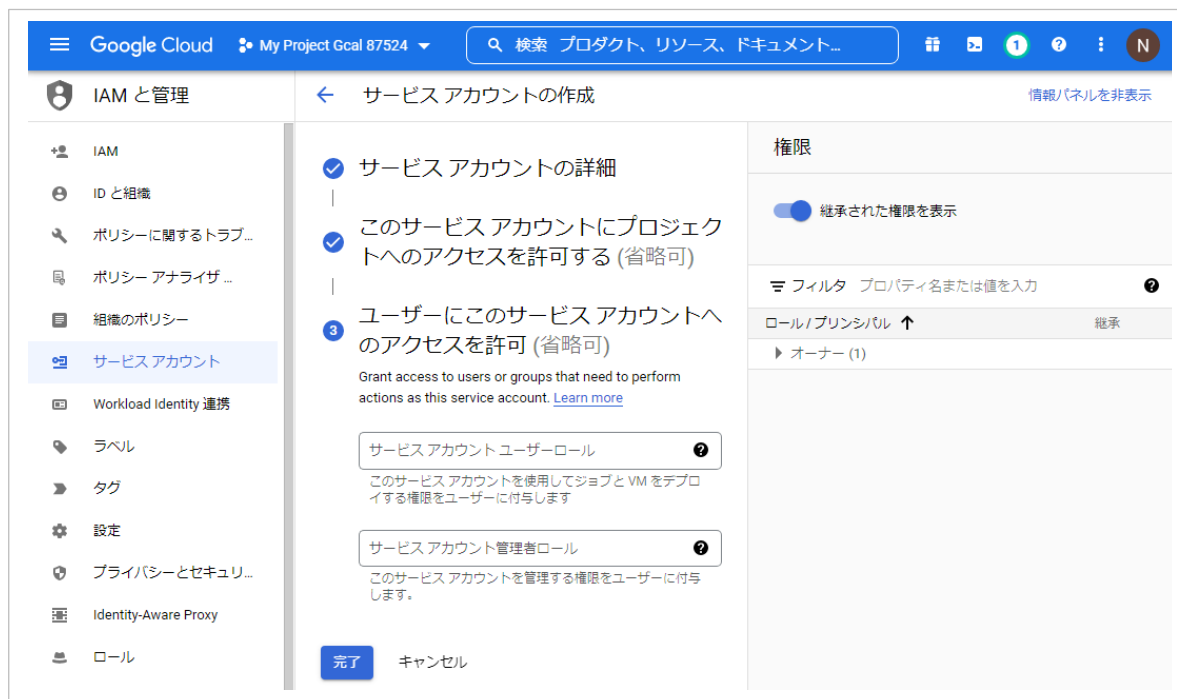 Google Cloud
My Project Gcal 87524
検索 プロダクト、リソース、ドキュメント...
1
N
IAM と管理
サービス アカウントの作成
情報パネルを非表示
IAM
ID と組織
ポリシーに関するトラブ...
ポリシー アナライザ ...
組織のポリシー
サービス アカウント
Workload Identity 連携
ラベル
タグ
設定
プライバシーとセキュリ...
Identity-Aware Proxy
ロール
サービス アカウントの詳細
このサービス アカウントにプロジェク
トへのアクセスを許可する (省略可)
3
ユーザーにこのサービス アカウントへ
のアクセスを許可 (省略可)
Grant access to users or groups that need to perform
actions as this service account. Learn more
サービス アカウント ユーザーロール
このサービス アカウントを使用してジョブと VM をデプロ
イする権限をユーザーに付与します
サービス アカウント管理者ロール
このサービス アカウントを管理する権限をユーザーに付与
します。
完了
キャンセル
権限
継承された権限を表示
フィルタ プロパティ名または値を入力
ロール / プリンシパル
継承
オーナー (1)